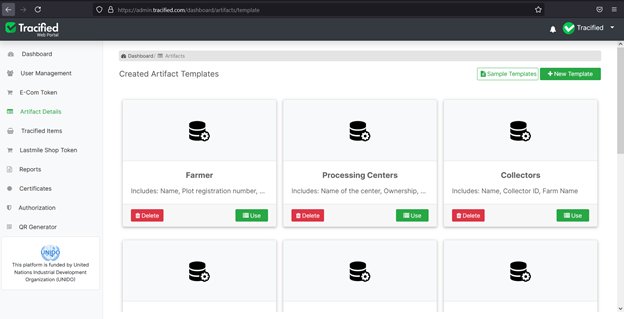 https://admin.tracified.com/dashboard/artifacts/template
Tracified
Web Portal
Tracified
Dashboard
User Management
E-Com Token
Artifact Details
Tracified Items
Lastmile Shop Token
Reports
Certificates
Authorization
QR Generator
UNIDO
This platform is funded by United
Nations Industrial Development
Organization (UNIDO)
Dashboard / Artifacts
Created Artifact Templates
Sample Templates
+ New Template
Farmer
Includes: Name, Plot registration number, ...
Delete
Use
Processing Centers
Includes: Name of the center, Ownership, ...
Delete
Use
Collectors
Includes: Name, Collector ID, Farm Name
Delete
Use